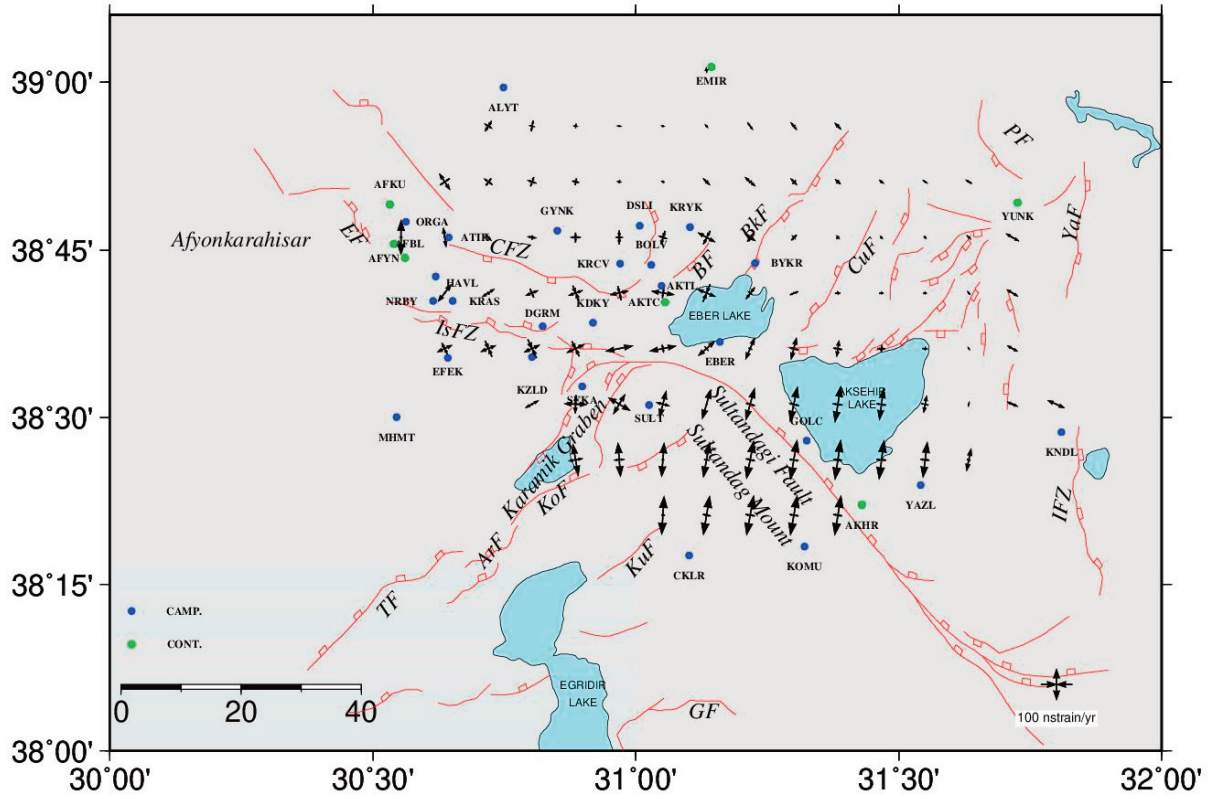 39°00'
EMIR
ALYT
PF
AFKU
DSLI
KRYK
YUNK
GYNK
ORGA
BkF
YaF
Afyonkarahisar
EF
ATIR
BOLV
38°45'
AFBL
CFZ
CuF
AFYN
KRCV
BF
BYKR
HAVL
AKTL
NRBY
KRAS
KDKY
AKTC
DGRM
EBER LAKE
IsFZ
EFEK
EBER
KZLD
SEKA
AKSEHIR
LAKE
38°30'
SULT
GOLC
MHMT
Sultandagi Fault
KNDL
Karamik Graben
Sultandag Mount
KoF
YAZL
IFZ
AKHR
ArF
KuF
KOMU
CKLR
38°15'
TF
CAMP.
CONT.
EGRIDIR
LAKE
0 20 40
GF
100 nstrain/yr
38°00'
30°00' 30°30' 31°00' 31°30' 32°00'